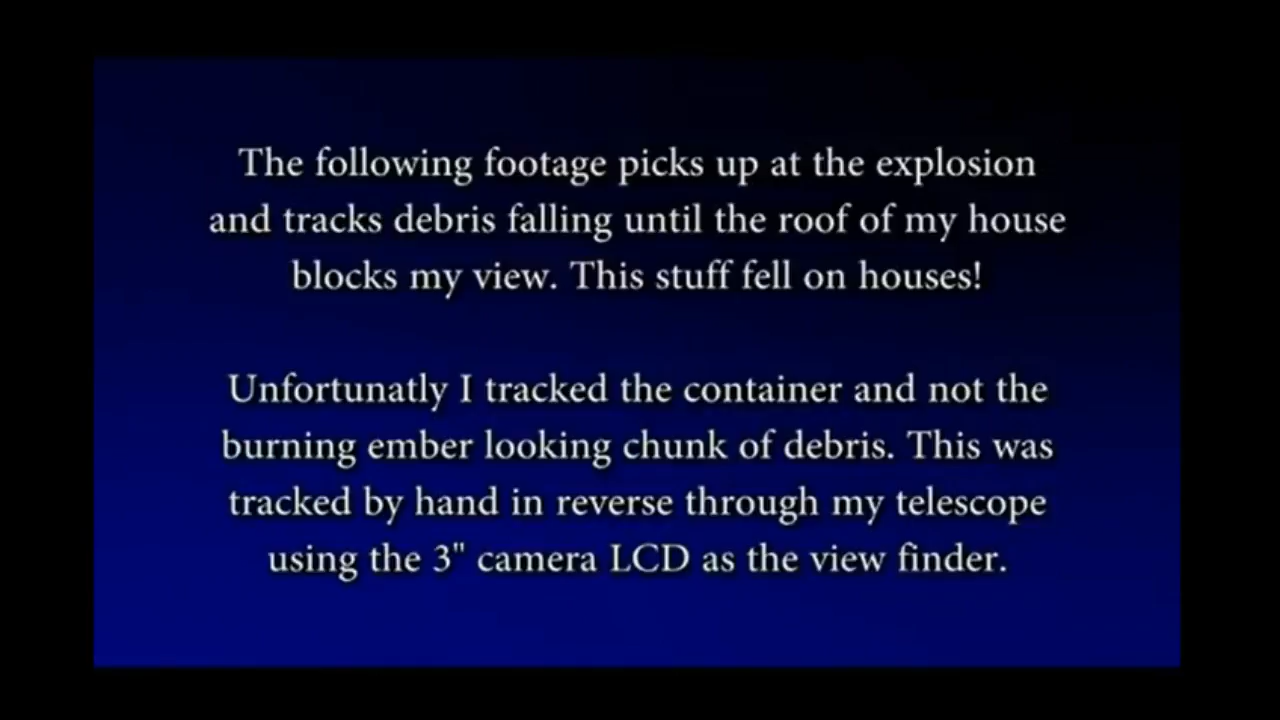 The following footage picks up at the explosion
and tracks debris falling until the roof of my house
blocks my view. This stuff fell on houses!
Unfortunatly I tracked the container and not the
burning ember looking chunk of debris. This was
tracked by hand in reverse through my telescope
using the 3" camera LCD as the view finder.